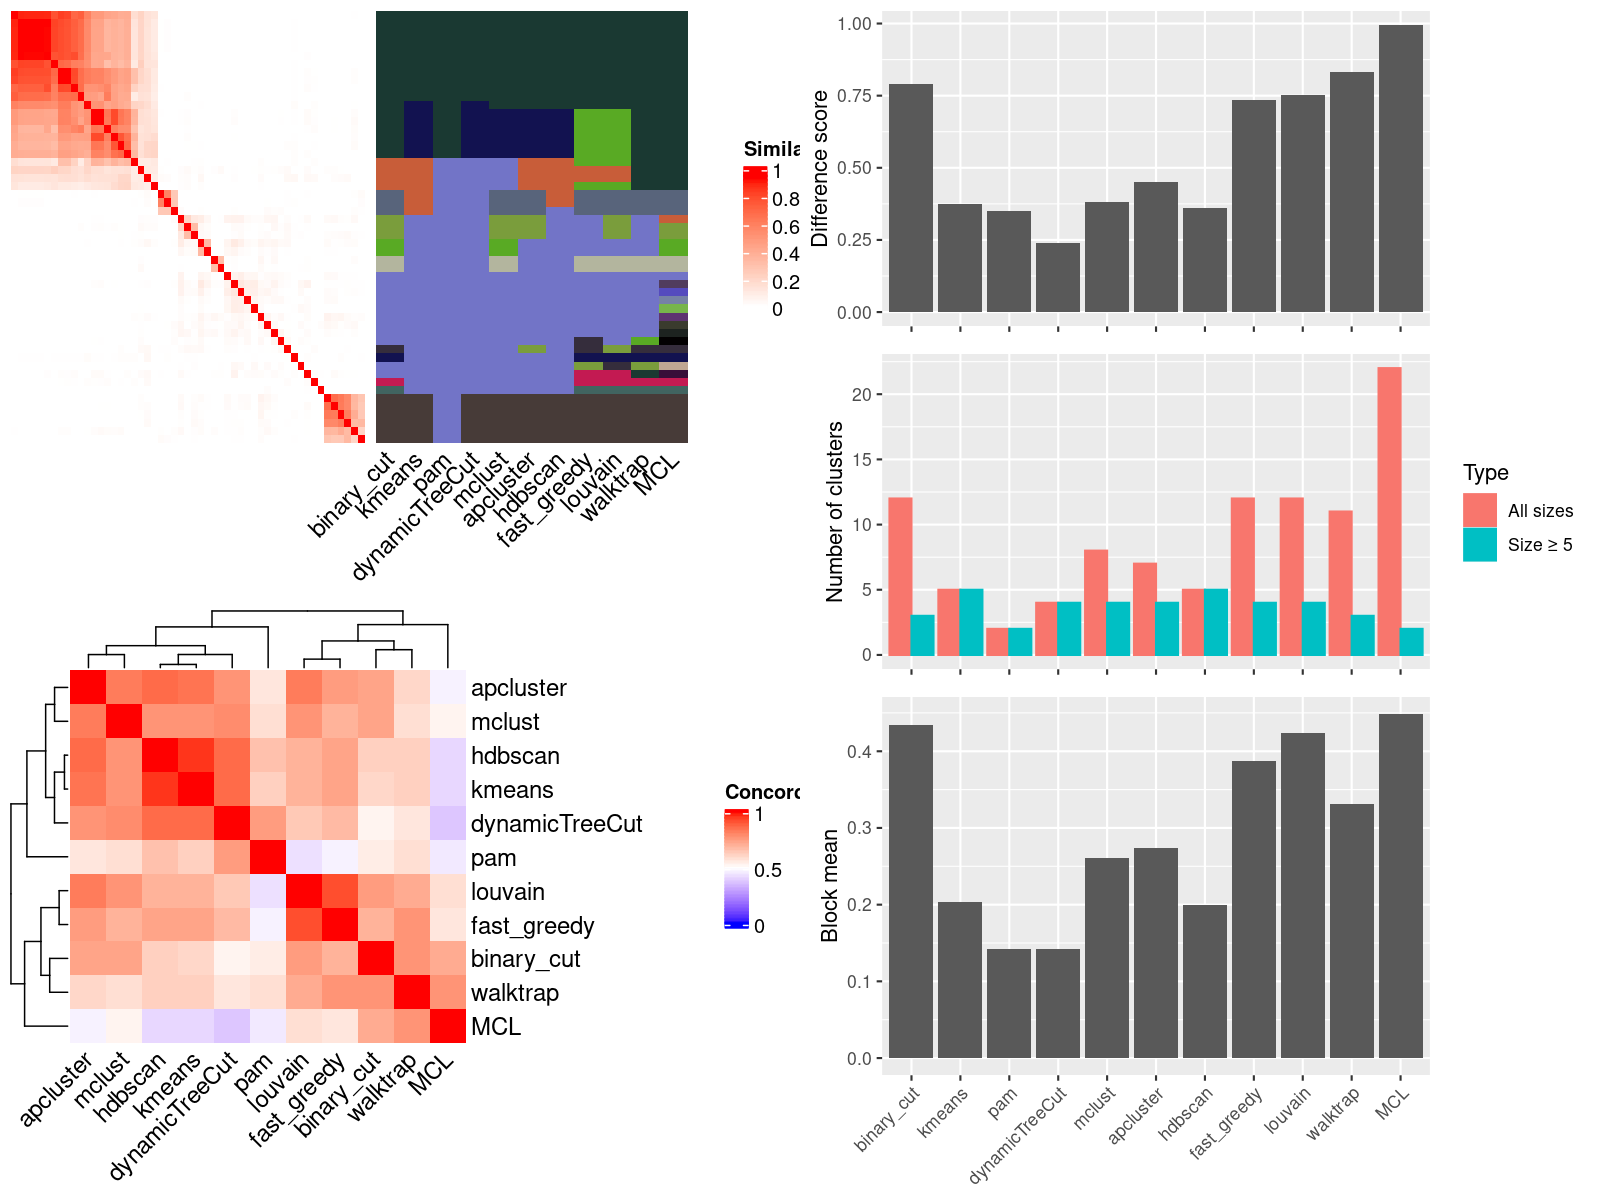 Simila
1
0.8
0.6
0.4
0.2
0
binary_cut
kmeans
pam
dynamicTreeCut
mclust
apcluster
hdbscan
fast_greedy
louvain
walktrap
MCL
apcluster
mclust
hdbscan
kmeans
dynamicTreeCut
pam
louvain
fast_greedy
binary_cut
walktrap
MCL
apcluster
mclust
hdbscan
kmeans
dynamicTreeCut
pam
louvain
fast_greedy
binary_cut
walktrap
MCL
Concord
1
0.5
0
Difference score
1.00
0.75
0.50
0.25
0.00
Number of clusters
20
15
10
5
0
Type
All sizes
Size ≥ 5
Block mean
0.4
0.3
0.2
0.1
0.0
binary_cut
kmeans
pam
dynamicTreeCut
mclust
apcluster
hdbscan
fast_greedy
louvain
walktrap
MCL